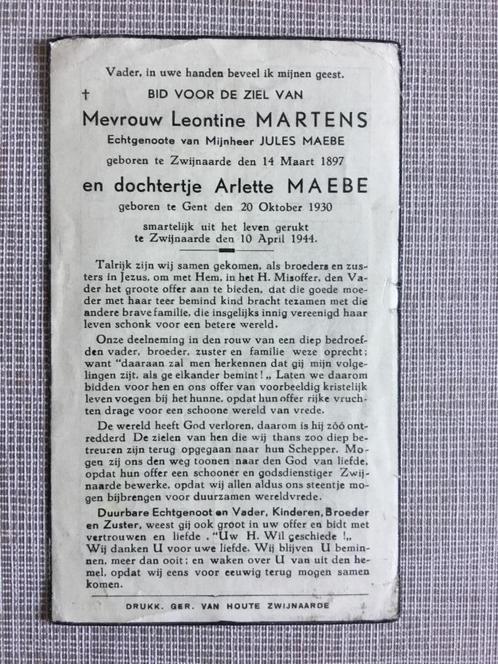 Vader, in uwe handen beveel ik mijnen geest.
† BID VOOR DE ZIEL VAN
Mevrouw Leontine MARTENS
Echtgenoote van Mijnheer JULES MAEBE
geboren te Zwijnaarde den 14 Maart 1897
en dochtertje Arlette MAEBE
geboren te Gent den 20 Oktober 1930
smartelijk uit het leven gerukt
te Zwijnaarde den 10 April 1944.
Talrijk zijn wij samen gekomen, als broeders en zus-
ters in Jezus, om met Hem, in het H. Misoffer, den Va-
der het groote offer aan te bieden, dat die goede moe-
der met haar teer bemind kind bracht tezamen met die
andere brave familie, die insgelijks innig vereenigd haar
leven schonk voor een betere wereld.
Onze deelneming in den rouw van een diep bedroef-
den vader, broeder, zuster en familie weze oprecht;
want "daaraan zal men herkennen dat gij mijn volge-
lingen zijt, als ge elkander bemint!„ Laten we daarom
bidden voor hen en ons offer van voorbeeldig kristelijk
leven voegen bij het hunne, opdat hun offer rijke vruch-
ten drage voor een schoone wereld van vrede.
De wereld heeft God verloren, daarom is hij zóó ont-
redderd De zielen van hen die wij thans zoo diep be-
treuren zijn terug opgegaan naar hun Schepper. Mo-
gen zij ons den weg toonen naar den God van liefde,
opdat hun offer een schooner en godsdienstiger Zwij-
naarde bewerke, opdat wij allen aldus ons steentje mo-
gen bijbrengen voor duurzamen wereldvrede.
Duurbare Echtgenoot en Vader, Kinderen, Broeder
en Zuster, weest gij ook groot in uw offer en bidt met
vertrouwen en liefde. "Uw H. Wil geschiede!„
Wij danken U voor uwe liefde. Wij blijven U bemin-
nen, meer dan ooit; en waken over U van uit den he-
mel, opdat wij eens voor eeuwig terug mogen samen
komen.
DRUKK. GER. VAN HOUTE ZWIJNAARDE